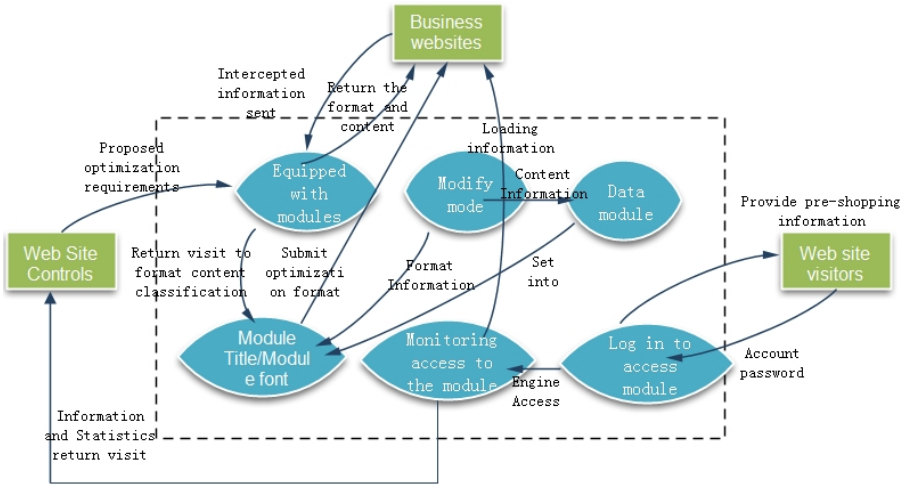 Business
websites
Intercepted
information
sent
Return the
format and
content
Loading
information
Proposed
optimization
requirements
Equipped
with
modules
Modify
mode
Content
Information
Data
module
Provide pre-shopping
information
Web Site
Controls
Return visit to
format content
classification
Submit
optimizati
on format
Format
Information
Set
into
Web site
visitors
Module
Title/Modul
e font
Monitoring
access to
the module
Engine
Access
Log in to
access
module
Account
password
Information
and Statistics
return visit